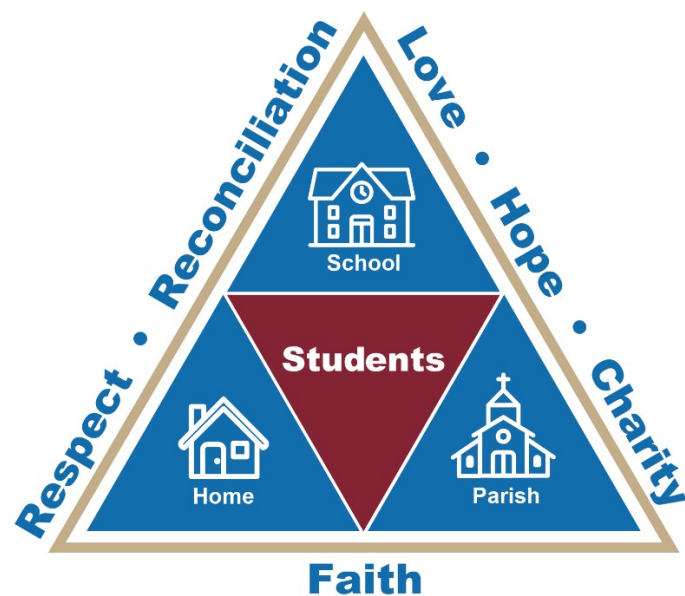 Respect • Reconciliation
Love • Hope • Charity
School
Students
Home
Parish
Faith